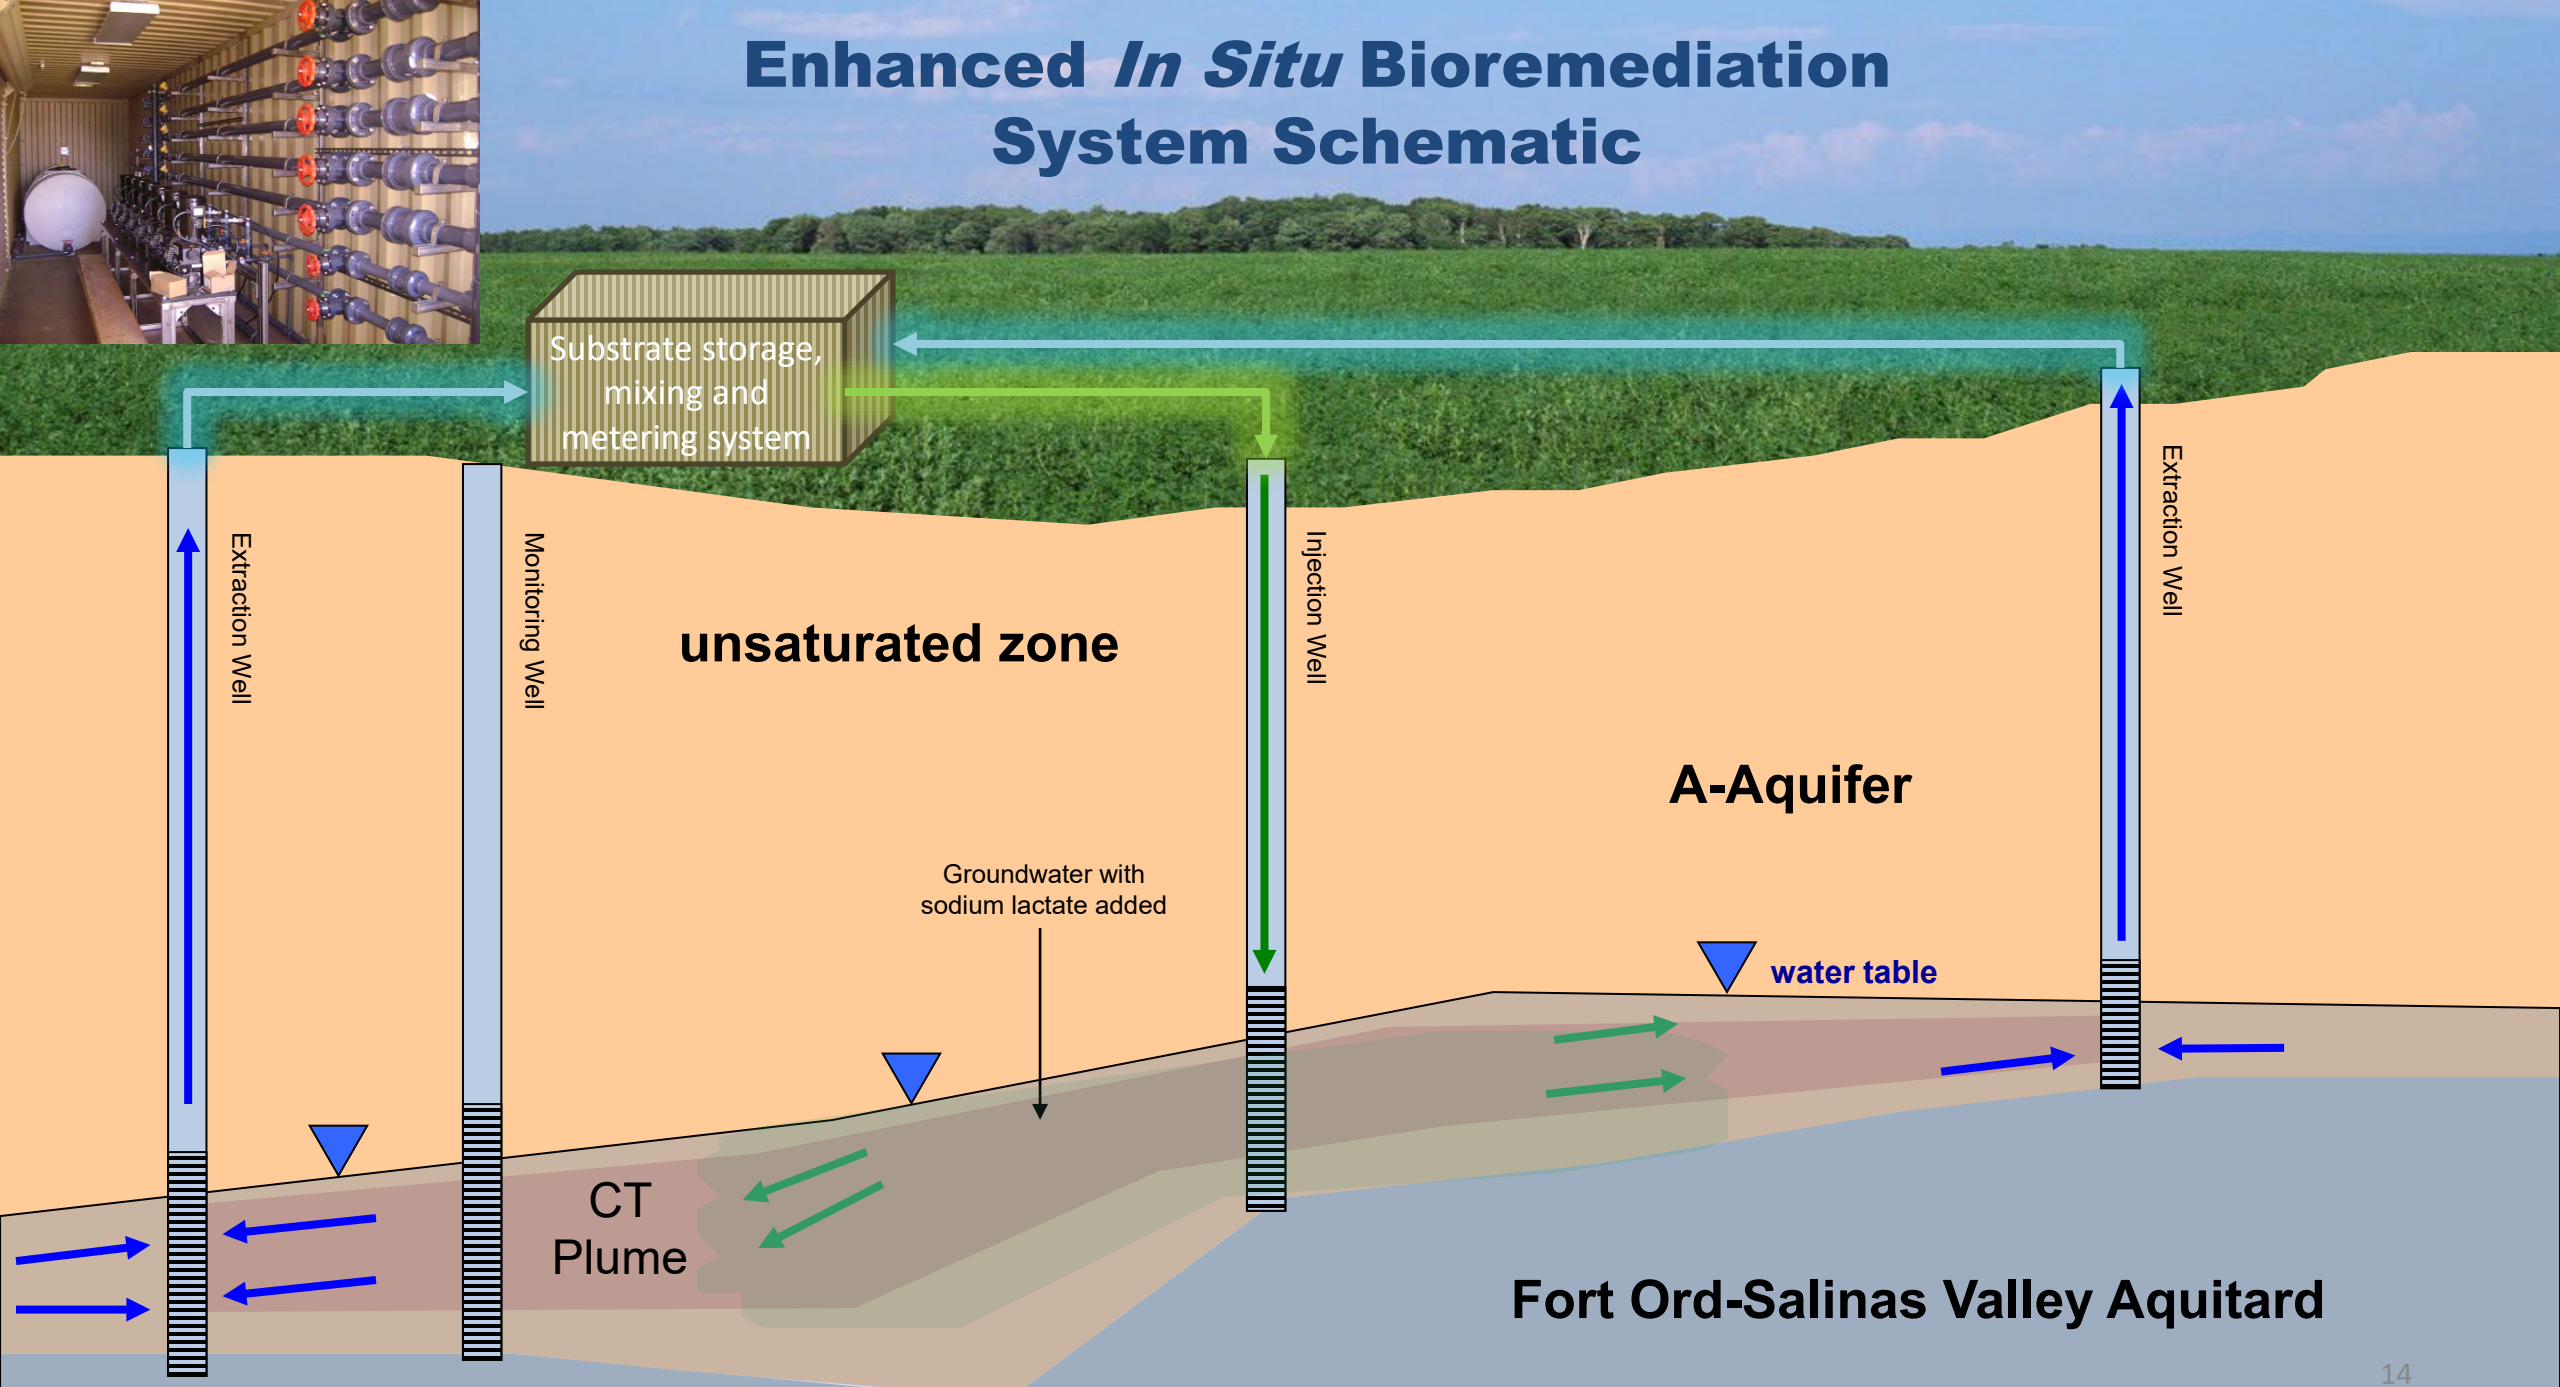 Enhanced In Situ Bioremediation
System Schematic
Substrate storage,
mixing and
metering system
Extraction Well
Monitoring Well
Injection Well
Extraction Well
unsaturated zone
A-Aquifer
Groundwater with
sodium lactate added
water table
CT
Plume
Fort Ord-Salinas Valley Aquitard
14